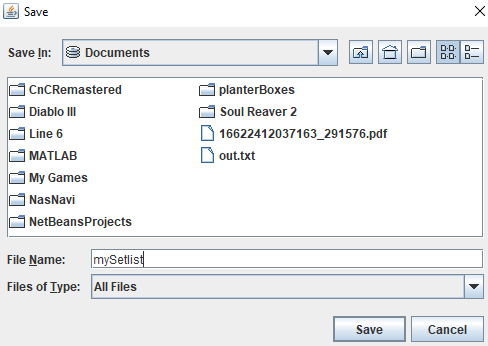 Save
Save In: Documents
CnCRemastered
Diablo III
Line 6
MATLAB
My Games
NasNavi
NetBeansProjects
planterBoxes
Soul Reaver 2
16622412037163_291576.pdf
out.txt
File Name: mySetlist
Files of Type: All Files
Save Cancel